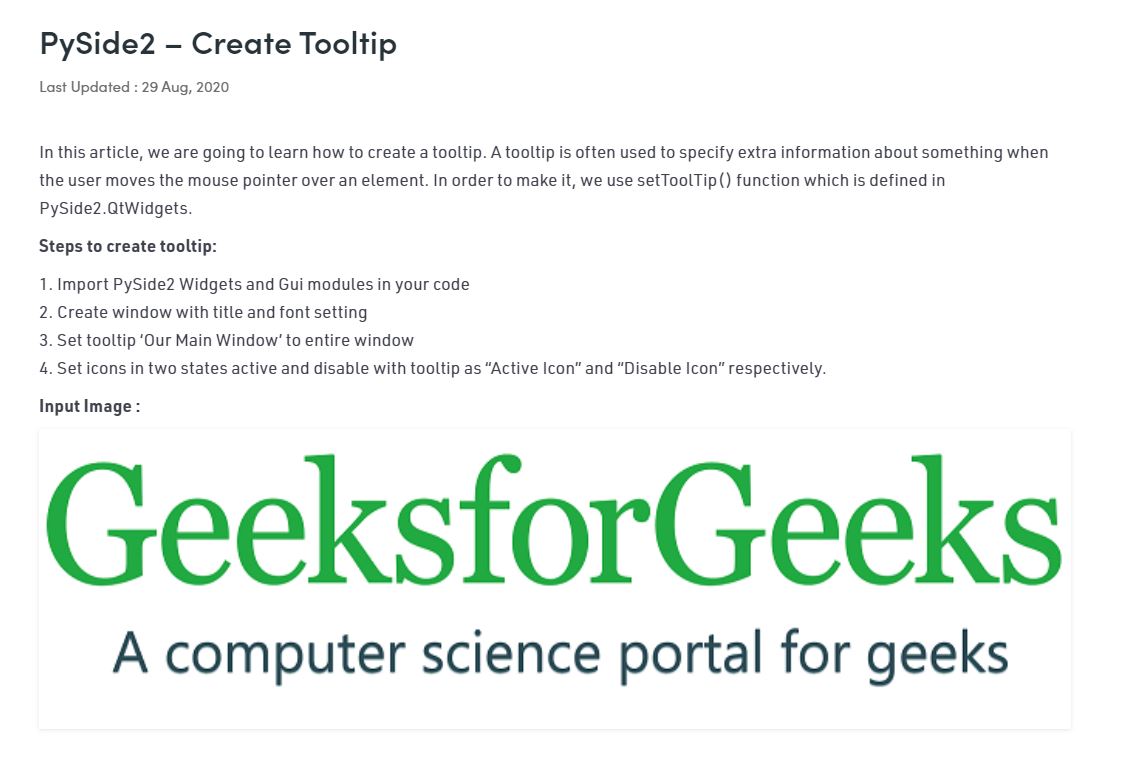 PySide2 – Create Tooltip
Last Updated : 29 Aug, 2020
In this article, we are going to learn how to create a tooltip. A tooltip is often used to specify extra information about something when
the user moves the mouse pointer over an element. In order to make it, we use setToolTip() function which is defined in
PySide2.QtWidgets.
Steps to create tooltip:
1. Import PySide2 Widgets and Gui modules in your code
2. Create window with title and font setting
3. Set tooltip ‘Our Main Window’ to entire window
4. Set icons in two states active and disable with tooltip as “Active Icon” and “Disable Icon” respectively.
Input Image :
GeeksforGeeks
A computer science portal for geeks